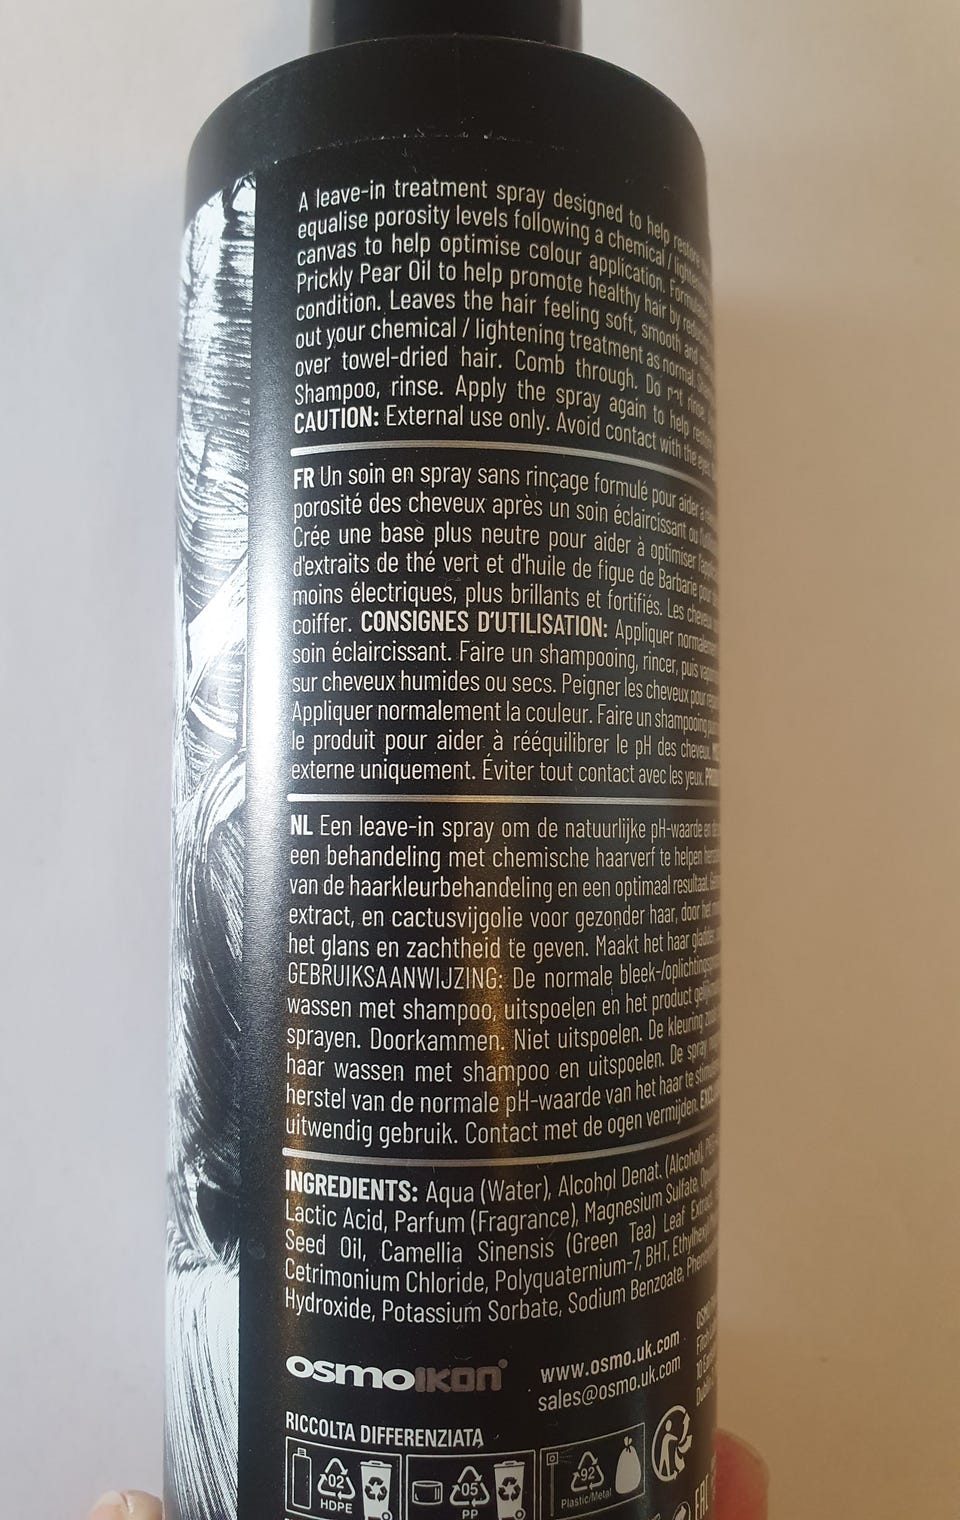 A leave-in treatment spray designed to help restore
equalise porosity levels following a chemical /
canvas to help optimise colour application.
Prickly Pear Oil to help promote healthy hair by
condition. Leaves the hair feeling soft, smooth and
out your chemical / lightening treatment as normal.
over towel-dried hair. Comb through. Do not rinse.
Shampoo, rinse. Apply the spray again to help
CAUTION: External use only. Avoid contact with the eyes.
FR Un soin en spray sans rinçage formulé pour aider à
porosité des cheveux après un soin éclaircissant ou
Crée une base plus neutre pour aider à optimiser
d'extraits de thé vert et d'huile de figue de Barbarie pour
moins électriques, plus brillants et fortifiés. Les cheveux
coiffer. CONSIGNES D'UTILISATION: Appliquer normalement
soin éclaircissant. Faire un shampooing, rincer, puis
sur cheveux humides ou secs. Peigner les cheveux pour
Appliquer normalement la couleur. Faire un shampooing
le produit pour aider à rééquilibrer le pH des cheveux.
externe uniquement. Éviter tout contact avec les yeux.
NL Een leave-in spray om de natuurlijke pH-waarde en
een behandeling met chemische haarverf te helpen
van de haarkleurbehandeling en een optimaal resultaat.
extract, en cactusvijgolie voor gezonder haar, door het
het glans en zachtheid te geven. Maakt het haar gladder,
GEBRUIKSAANWIJZING: De normale
wassen met shampoo, uitspoelen en het product
sprayen. Doorkammen. Niet uitspoelen. De kleuring
haar wassen met shampoo en uitspoelen. De spray
herstel van de normale pH-waarde van het haar te
uitwendig gebruik. Contact met de ogen vermijden.
INGREDIENTS: Aqua (Water), Alcohol Denat. (Alcohol),
Lactic Acid, Parfum (Fragrance), Magnesium Sulfate,
Seed Oil, Camellia Sinensis (Green Tea) Leaf Extract,
Cetrimonium Chloride, Polyquaternium-7, BHT,
Hydroxide, Potassium Sorbate, Sodium Benzoate,
OSMOIKON®
www.osmo.uk.com
sales@osmo.uk.com
RICCOLTA DIFFERENZIATA
02
HDPE
05
PP
92
Plastic/Metal
EAC